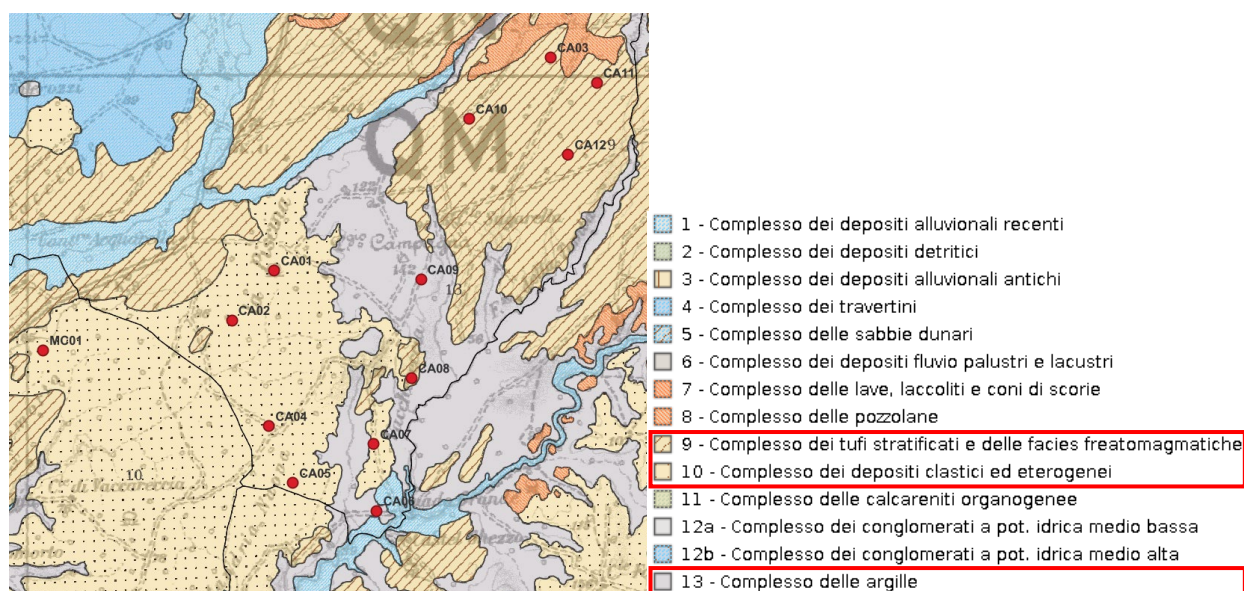 QM
CA03
CA11
CA10
QM
CA129
CA01
Campagna
CA09
142
13
CA02
MC01
CA08
CA04
CA07
10
CA05
CA06
1 - Complesso dei depositi alluvionali recenti
2 - Complesso dei depositi detritici
3 - Complesso dei depositi alluvionali antichi
4 - Complesso dei travertini
5 - Complesso delle sabbie dunari
6 - Complesso dei depositi fluvio palustri e lacustri
7 - Complesso delle lave, laccoliti e coni di scorie
8 - Complesso delle pozzolane
9 - Complesso dei tufi stratificati e delle facies freatomagmatiche
10 - Complesso dei depositi clastici ed eterogenei
11 - Complesso delle calcareniti organogenee
12a - Complesso dei conglomerati a pot. idrica medio bassa
12b - Complesso dei conglomerati a pot. idrica medio alta
13 - Complesso delle argille